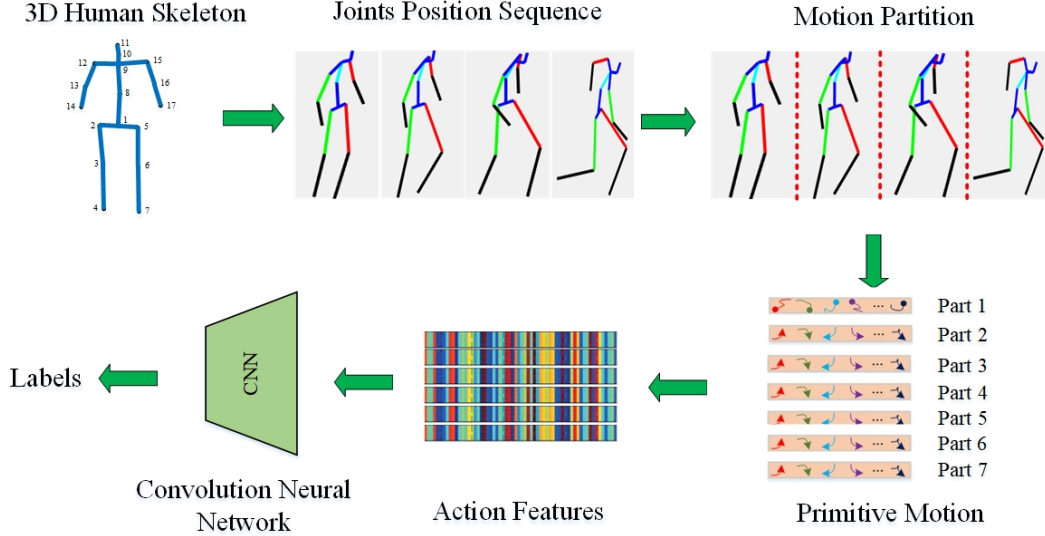 3D Human Skeleton
Joints Position Sequence
Motion Partition
11
10
12
15
9
13
16
8
14
17
1
2
5
3
6
4
7
Part 1
...
Part 2
...
Part 3
...
Part 4
...
Part 5
...
Part 6
...
Part 7
...
Primitive Motion
Action Features
CNN
Convolution Neural
Network
Labels